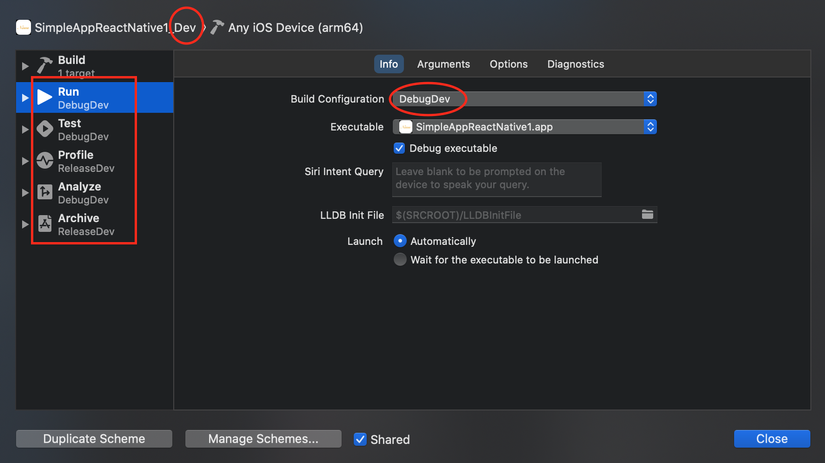 SimpleAppReactNative1_Dev › Any iOS Device (arm64)
Build
1 target
Run
DebugDev
Test
DebugDev
Profile
ReleaseDev
Analyze
DebugDev
Archive
ReleaseDev
Info Arguments Options Diagnostics
Build Configuration DebugDev
Executable SimpleAppReactNative1.app
Debug executable
Siri Intent Query Leave blank to be prompted on the
device to speak your query.
LLDB Init File $(SRCROOT)/LLDBInitFile
Launch Automatically
Wait for the executable to be launched
Duplicate Scheme Manage Schemes... Shared Close